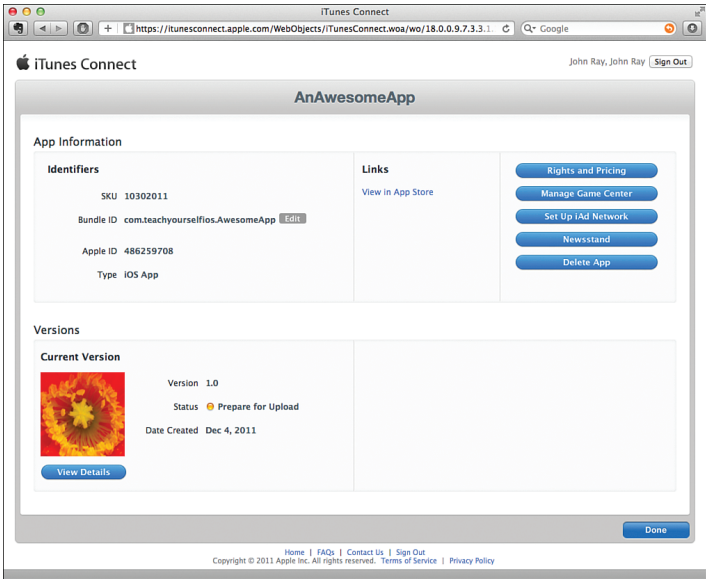 iTunes Connect
https://itunesconnect.apple.com/WebObjects/iTunesConnect.woa/wo/18.0.0.9.7.3.3.1.
Google
iTunes Connect
John Ray, John Ray Sign Out
AnAwesomeApp
App Information
Identifiers
SKU 10302011
Bundle ID com.teachyourselfios.AwesomeApp Edit
Apple ID 486259708
Type iOS App
Links
View in App Store
Rights and Pricing
Manage Game Center
Set Up iAd Network
Newsstand
Delete App
Versions
Current Version
Version 1.0
Status Prepare for Upload
Date Created Dec 4, 2011
View Details
Done
Home | FAQs | Contact Us | Sign Out
Copyright © 2011 Apple Inc. All rights reserved. Terms of Service | Privacy Policy